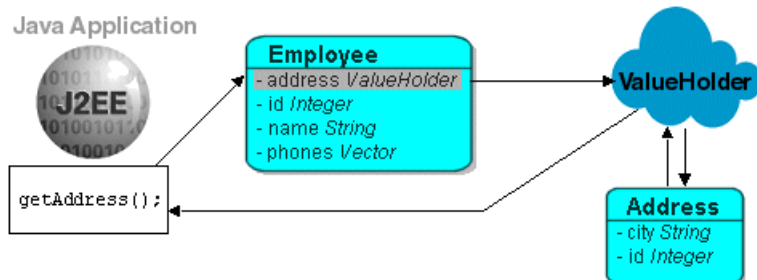 Java Application
J2EE
getAddress();
Employee
- address ValueHolder
- id Integer
- name String
- phones Vector
ValueHolder
Address
- city String
- id Integer